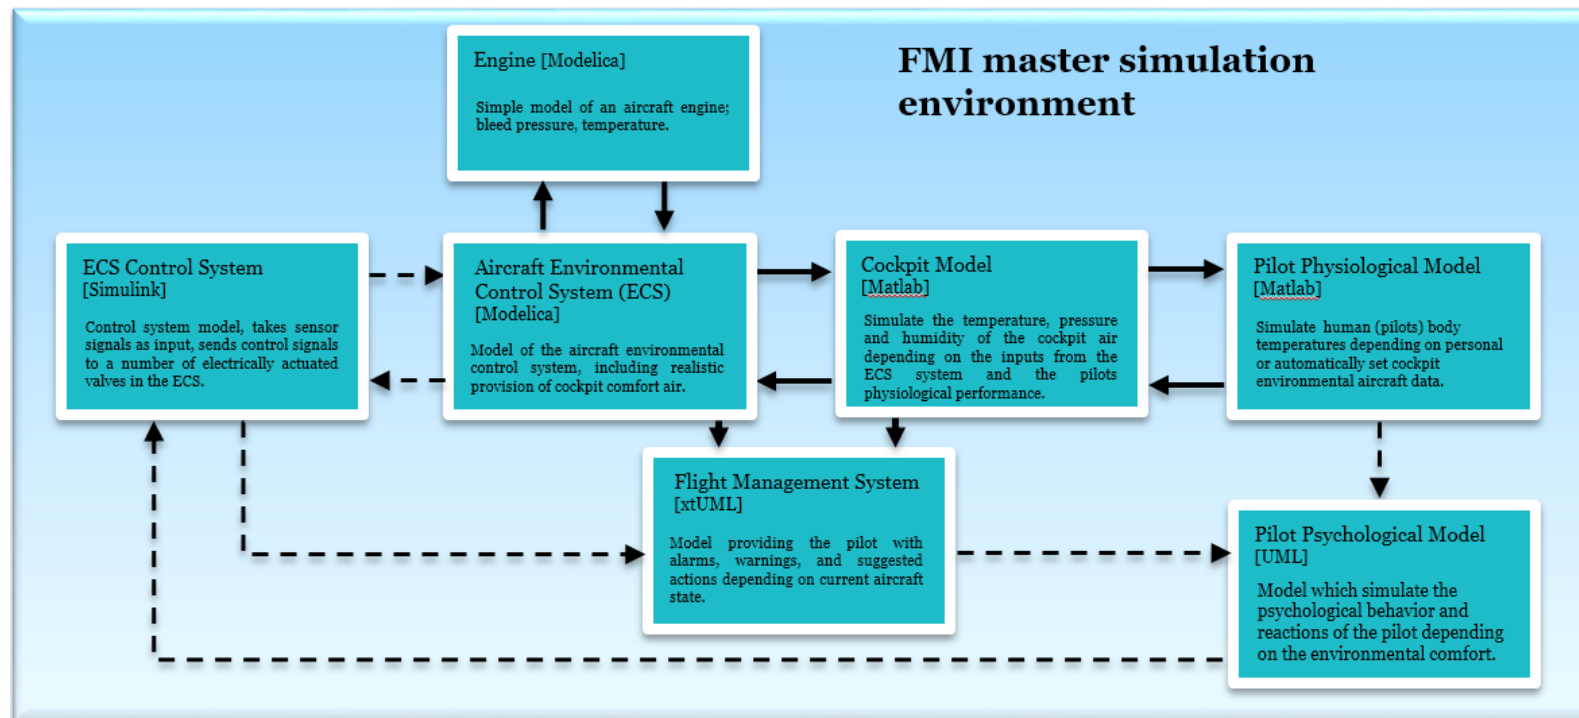 FMI master simulation
environment
Engine [Modelica]
Simple model of an aircraft engine;
bleed pressure, temperature.
ECS Control System
[Simulink]
Control system model, takes sensor
signals as input, sends control signals
to a number of electrically actuated
valves in the ECS.
Aircraft Environmental
Control System (ECS)
[Modelica]
Model of the aircraft environmental
control system, including realistic
provision of cockpit comfort air.
Cockpit Model
[Matlab]
Simulate the temperature, pressure
and humidity of the cockpit air
depending on the inputs from the
ECS system and the pilots
physiological performance.
Pilot Physiological Model
[Matlab]
Simulate human (pilots) body
temperatures depending on personal
or automatically set cockpit
environmental aircraft data.
Flight Management System
[xtUML]
Model providing the pilot with
alarms, warnings, and suggested
actions depending on current aircraft
state.
Pilot Psychological Model
[UML]
Model which simulate the
psychological behavior and
reactions of the pilot depending
on the environmental comfort.